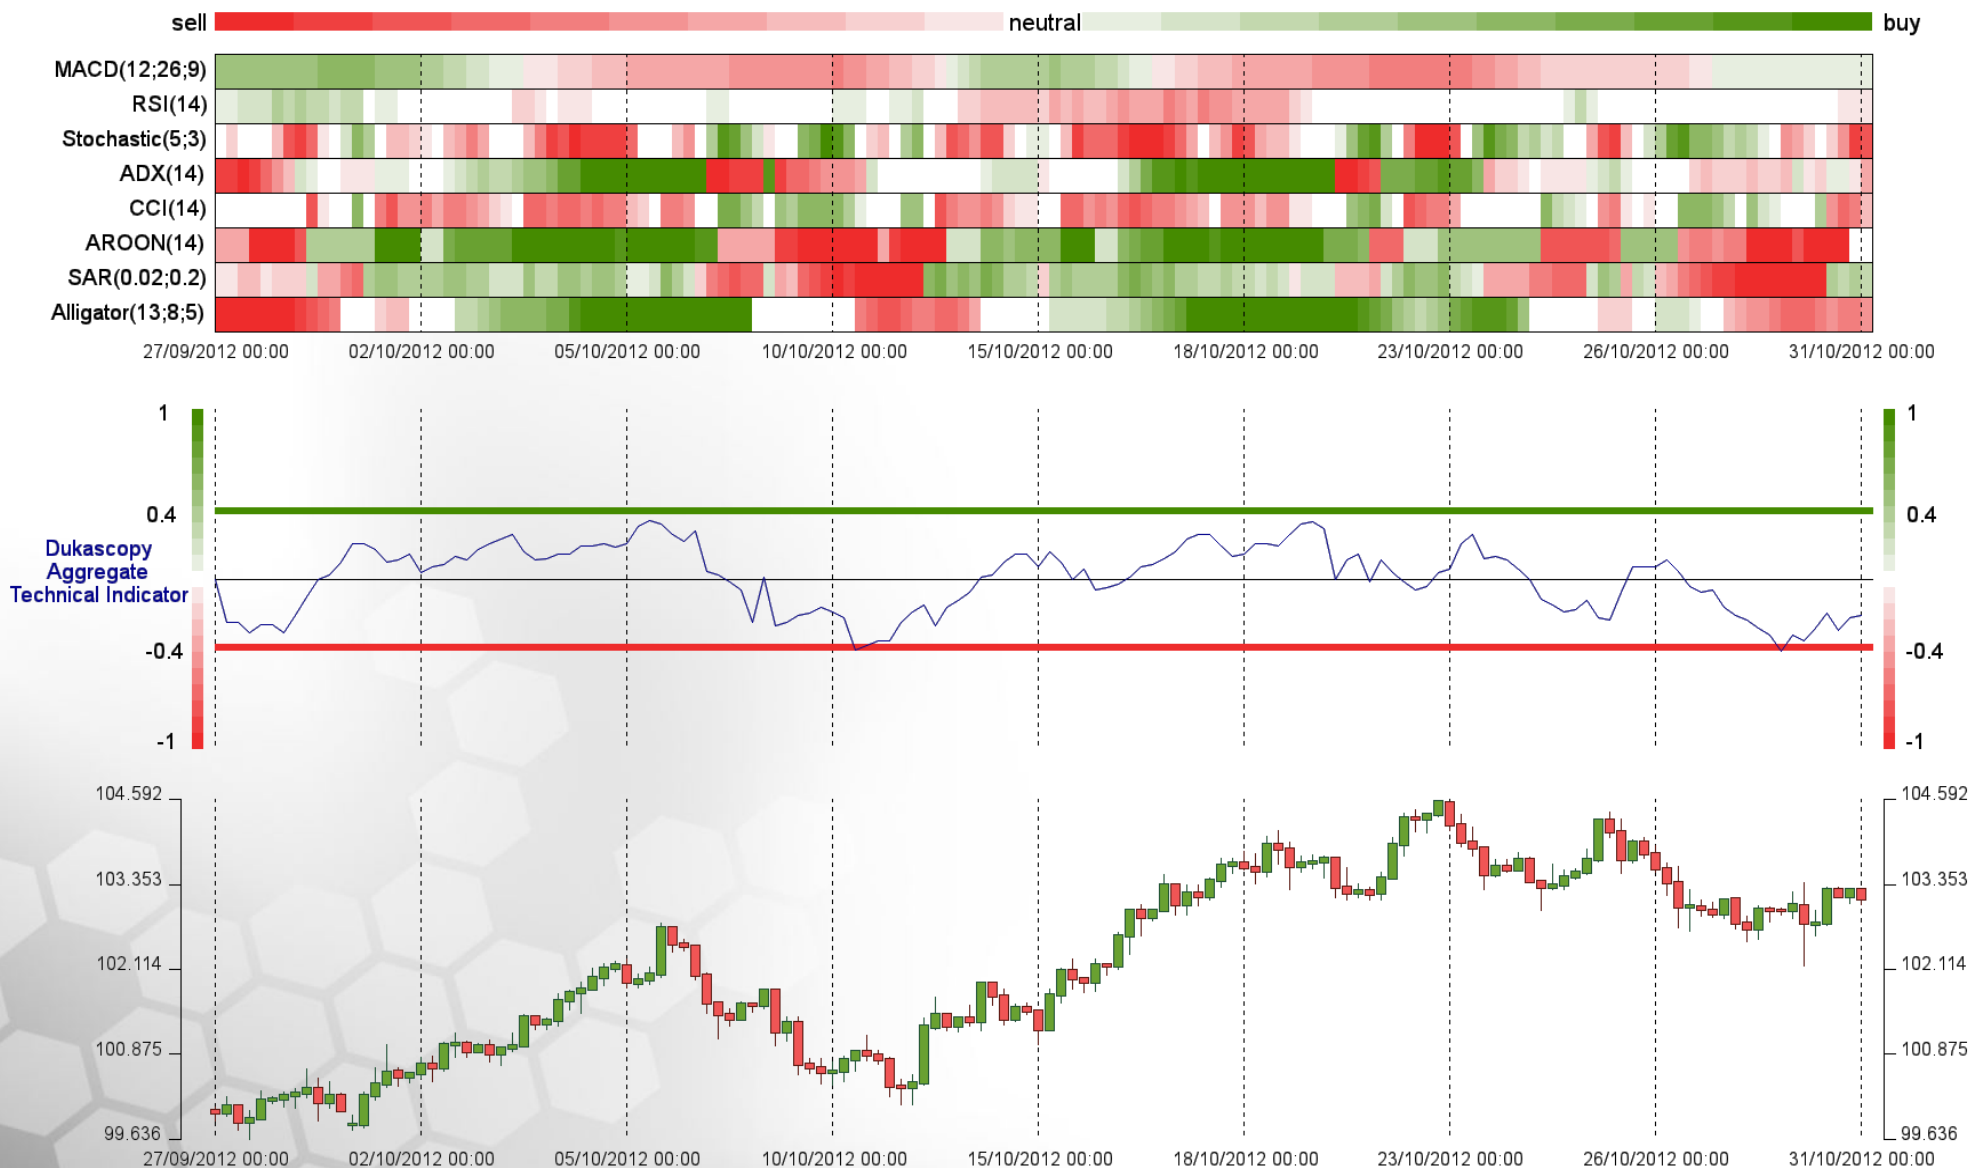 sell neutral buy
MACD(12;26;9)
RSI(14)
Stochastic(5;3)
ADX(14)
CCI(14)
AROON(14)
SAR(0.02;0.2)
Alligator(13;8;5)
27/09/2012 00:00 02/10/2012 00:00 05/10/2012 00:00 10/10/2012 00:00 15/10/2012 00:00 18/10/2012 00:00 23/10/2012 00:00 26/10/2012 00:00 31/10/2012 00:00
1 1
0.4 0.4
Dukascopy
Aggregate
Technical Indicator
-0.4 -0.4
-1 -1
104.592 104.592
103.353 103.353
102.114 102.114
100.875 100.875
99.636 99.636
27/09/2012 00:00 02/10/2012 00:00 05/10/2012 00:00 10/10/2012 00:00 15/10/2012 00:00 18/10/2012 00:00 23/10/2012 00:00 26/10/2012 00:00 31/10/2012 00:00